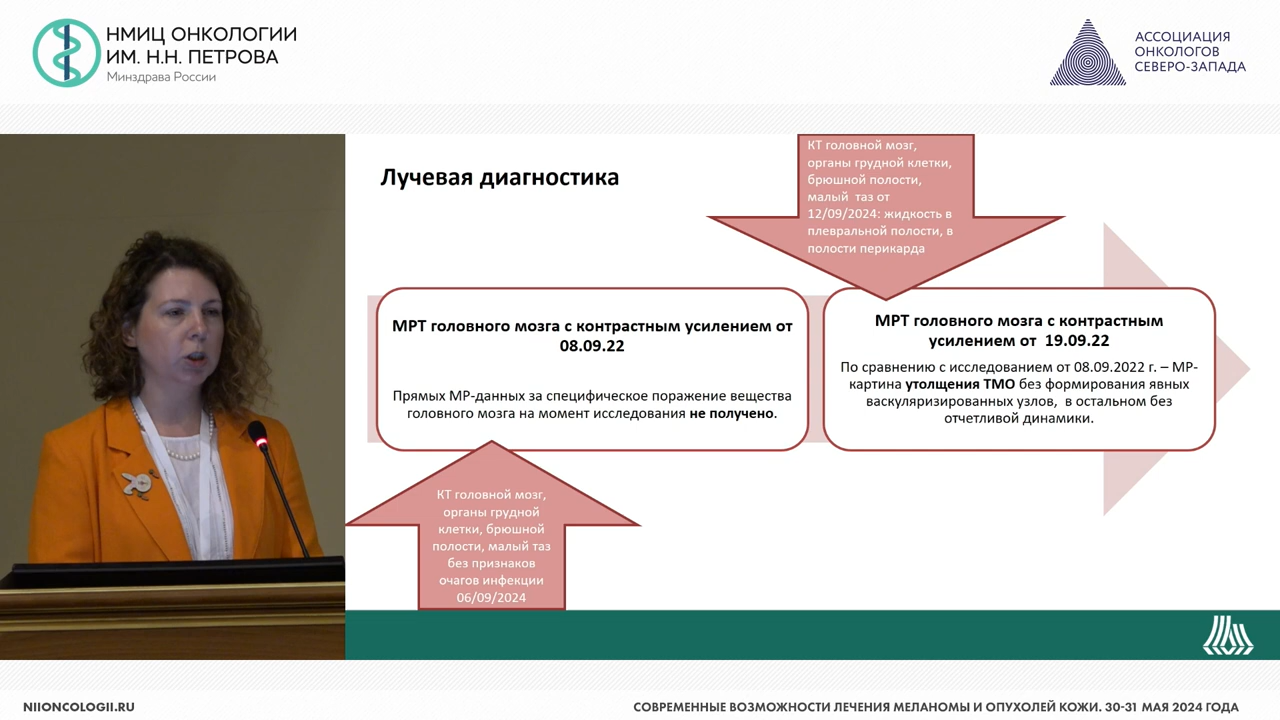 НМИЦ ОНКОЛОГИИ
ИМ. Н.Н. ПЕТРОВА
Минздрава России
АССОЦИАЦИЯ
ОНКОЛОГОВ
СЕВЕРО-ЗАПАДА
Лучевая диагностика
КТ головной мозг,
органы грудной клетки,
брюшной полости,
малый таз от
12/09/2024: жидкость в
плевральной полости, в
полости перикарда
МРТ головного мозга с контрастным усилением от
08.09.22
Прямых МР-данных за специфическое поражение вещества
головного мозга на момент исследования не получено.
МРТ головного мозга с контрастным
усилением от 19.09.22
По сравнению с исследованием от 08.09.2022 г. – МР-
картина утолщения ТМО без формирования явных
васкуляризированных узлов, в остальном без
отчетливой динамики.
КТ головной мозг,
органы грудной
клетки, брюшной
полости, малый таз
без признаков
очагов инфекции
06/09/2024
NIIONCOLOGII.RU
СОВРЕМЕННЫЕ ВОЗМОЖНОСТИ ЛЕЧЕНИЯ МЕЛАНОМЫ И ОПУХОЛЕЙ КОЖИ. 30-31 МАЯ 2024 ГОДА